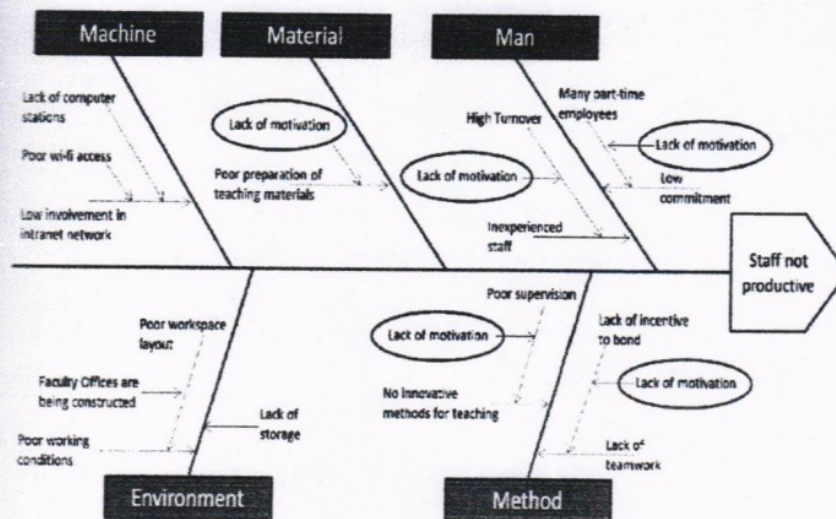 Machine
Material
Man
Lack of computer
stations
Poor wi-fi access
Low involvement in
intranet network
Lack of motivation
Poor preparation of
teaching materials
High Turnover
Lack of motivation
Inexperienced
staff
Many part-time
employees
Lack of motivation
Low
commitment
Staff not
productive
Poor workspace
layout
Faculty Offices are
being constructed
Poor working
conditions
Lack of
storage
Poor supervision
Lack of motivation
No Innovative
methods for teaching
Lack of incentive
to bond
Lack of motivation
Lack of
teamwork
Environment
Method